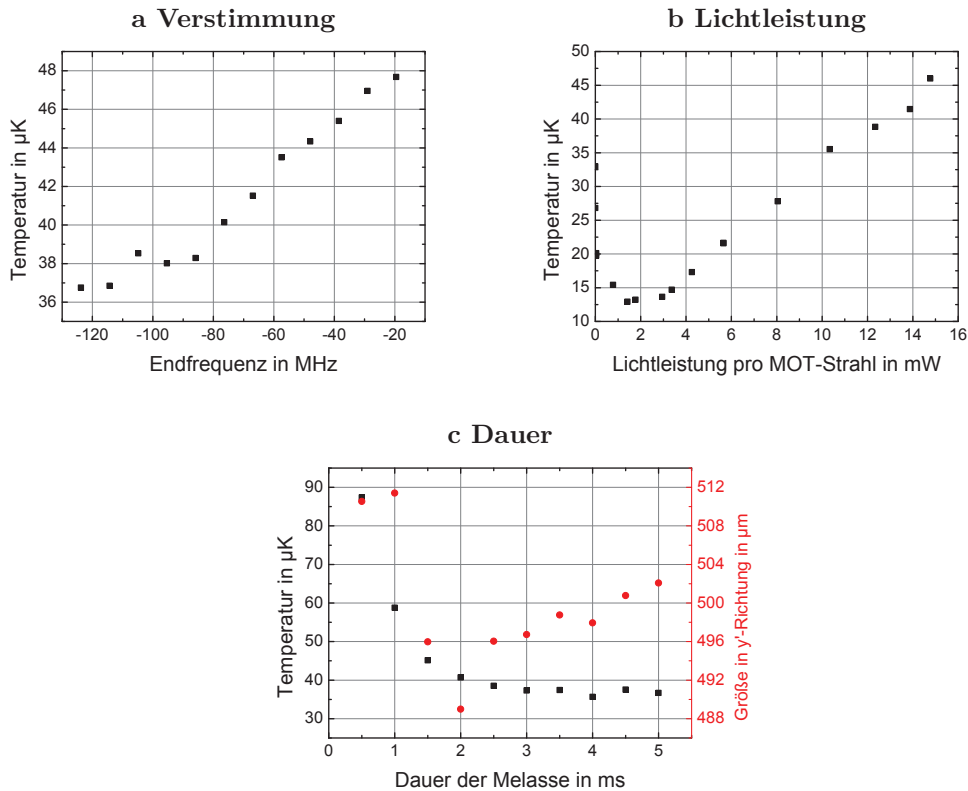 a Verstimmung
48
46
44
42
40
38
36
Temperatur in µK
-120 -100 -80 -60 -40 -20
Endfrequenz in MHz
b Lichtleistung
50
45
40
35
30
25
20
15
10
Temperatur in µK
0 2 4 6 8 10 12 14 16
Lichtleistung pro MOT-Strahl in mW
c Dauer
90
80
70
60
50
40
30
Temperatur in µK
512
508
504
500
496
492
488
Größe in y'-Richtung in µm
0 1 2 3 4 5
Dauer der Melasse in ms